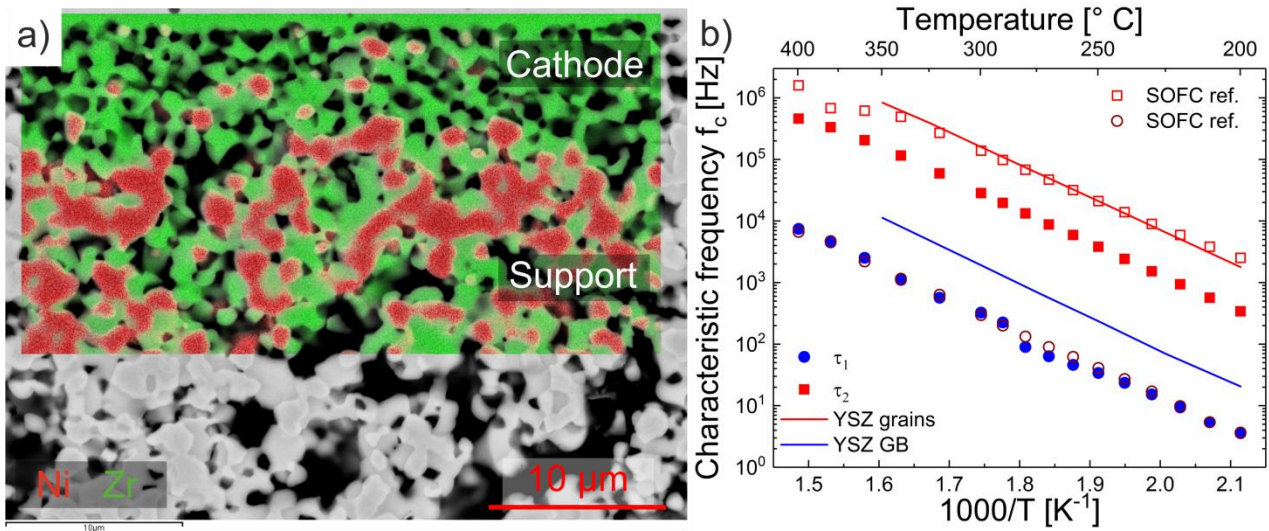 a)
Cathode
Support
Ni Zr
10 µm
10µm
b)
Temperature [° C]
400 350 300 250 200
Characteristic frequency f_c [Hz]
10^6
10^5
10^4
10^3
10^2
10^1
10^0
SOFC ref.
SOFC ref.
τ_1
τ_2
YSZ grains
YSZ GB
1.5 1.6 1.7 1.8 1.9 2.0 2.1
1000/T [K^-1]